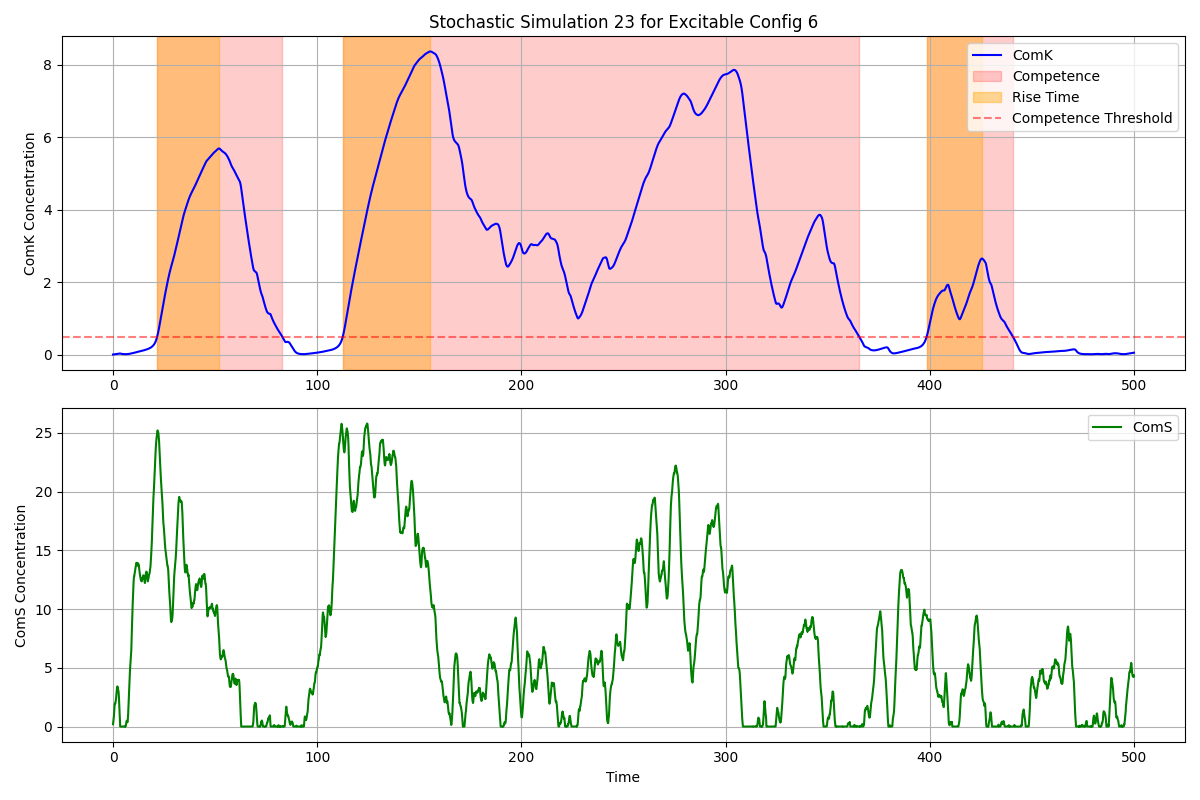 Stochastic Simulation 23 for Excitable Config 6
ComK Concentration
8
6
4
2
0
ComK
Competence
Rise Time
Competence Threshold
0 100 200 300 400 500
ComS Concentration
25
20
15
10
5
0
ComS
0 100 200 300 400 500
Time